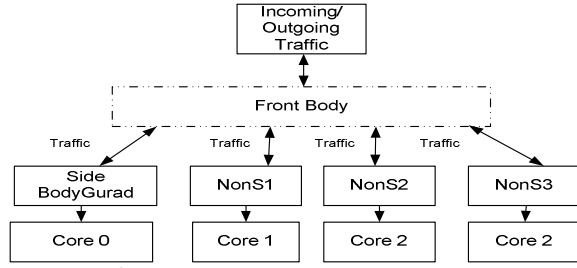 Incoming/
Outgoing
Traffic
Front Body
Traffic Traffic Traffic Traffic
Side
BodyGurad
NonS1 NonS2 NonS3
Core 0 Core 1 Core 2 Core 2